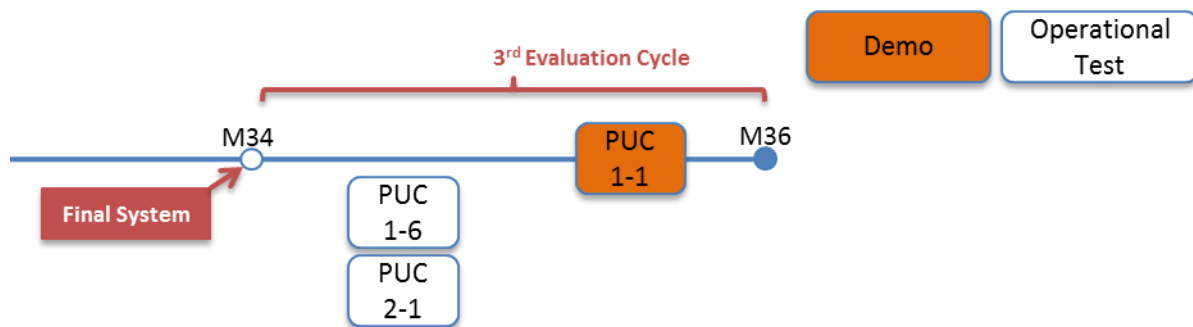 Demo
Operational
Test
3rd Evaluation Cycle
M34
M36
PUC
1-1
Final System
PUC
1-6
PUC
2-1